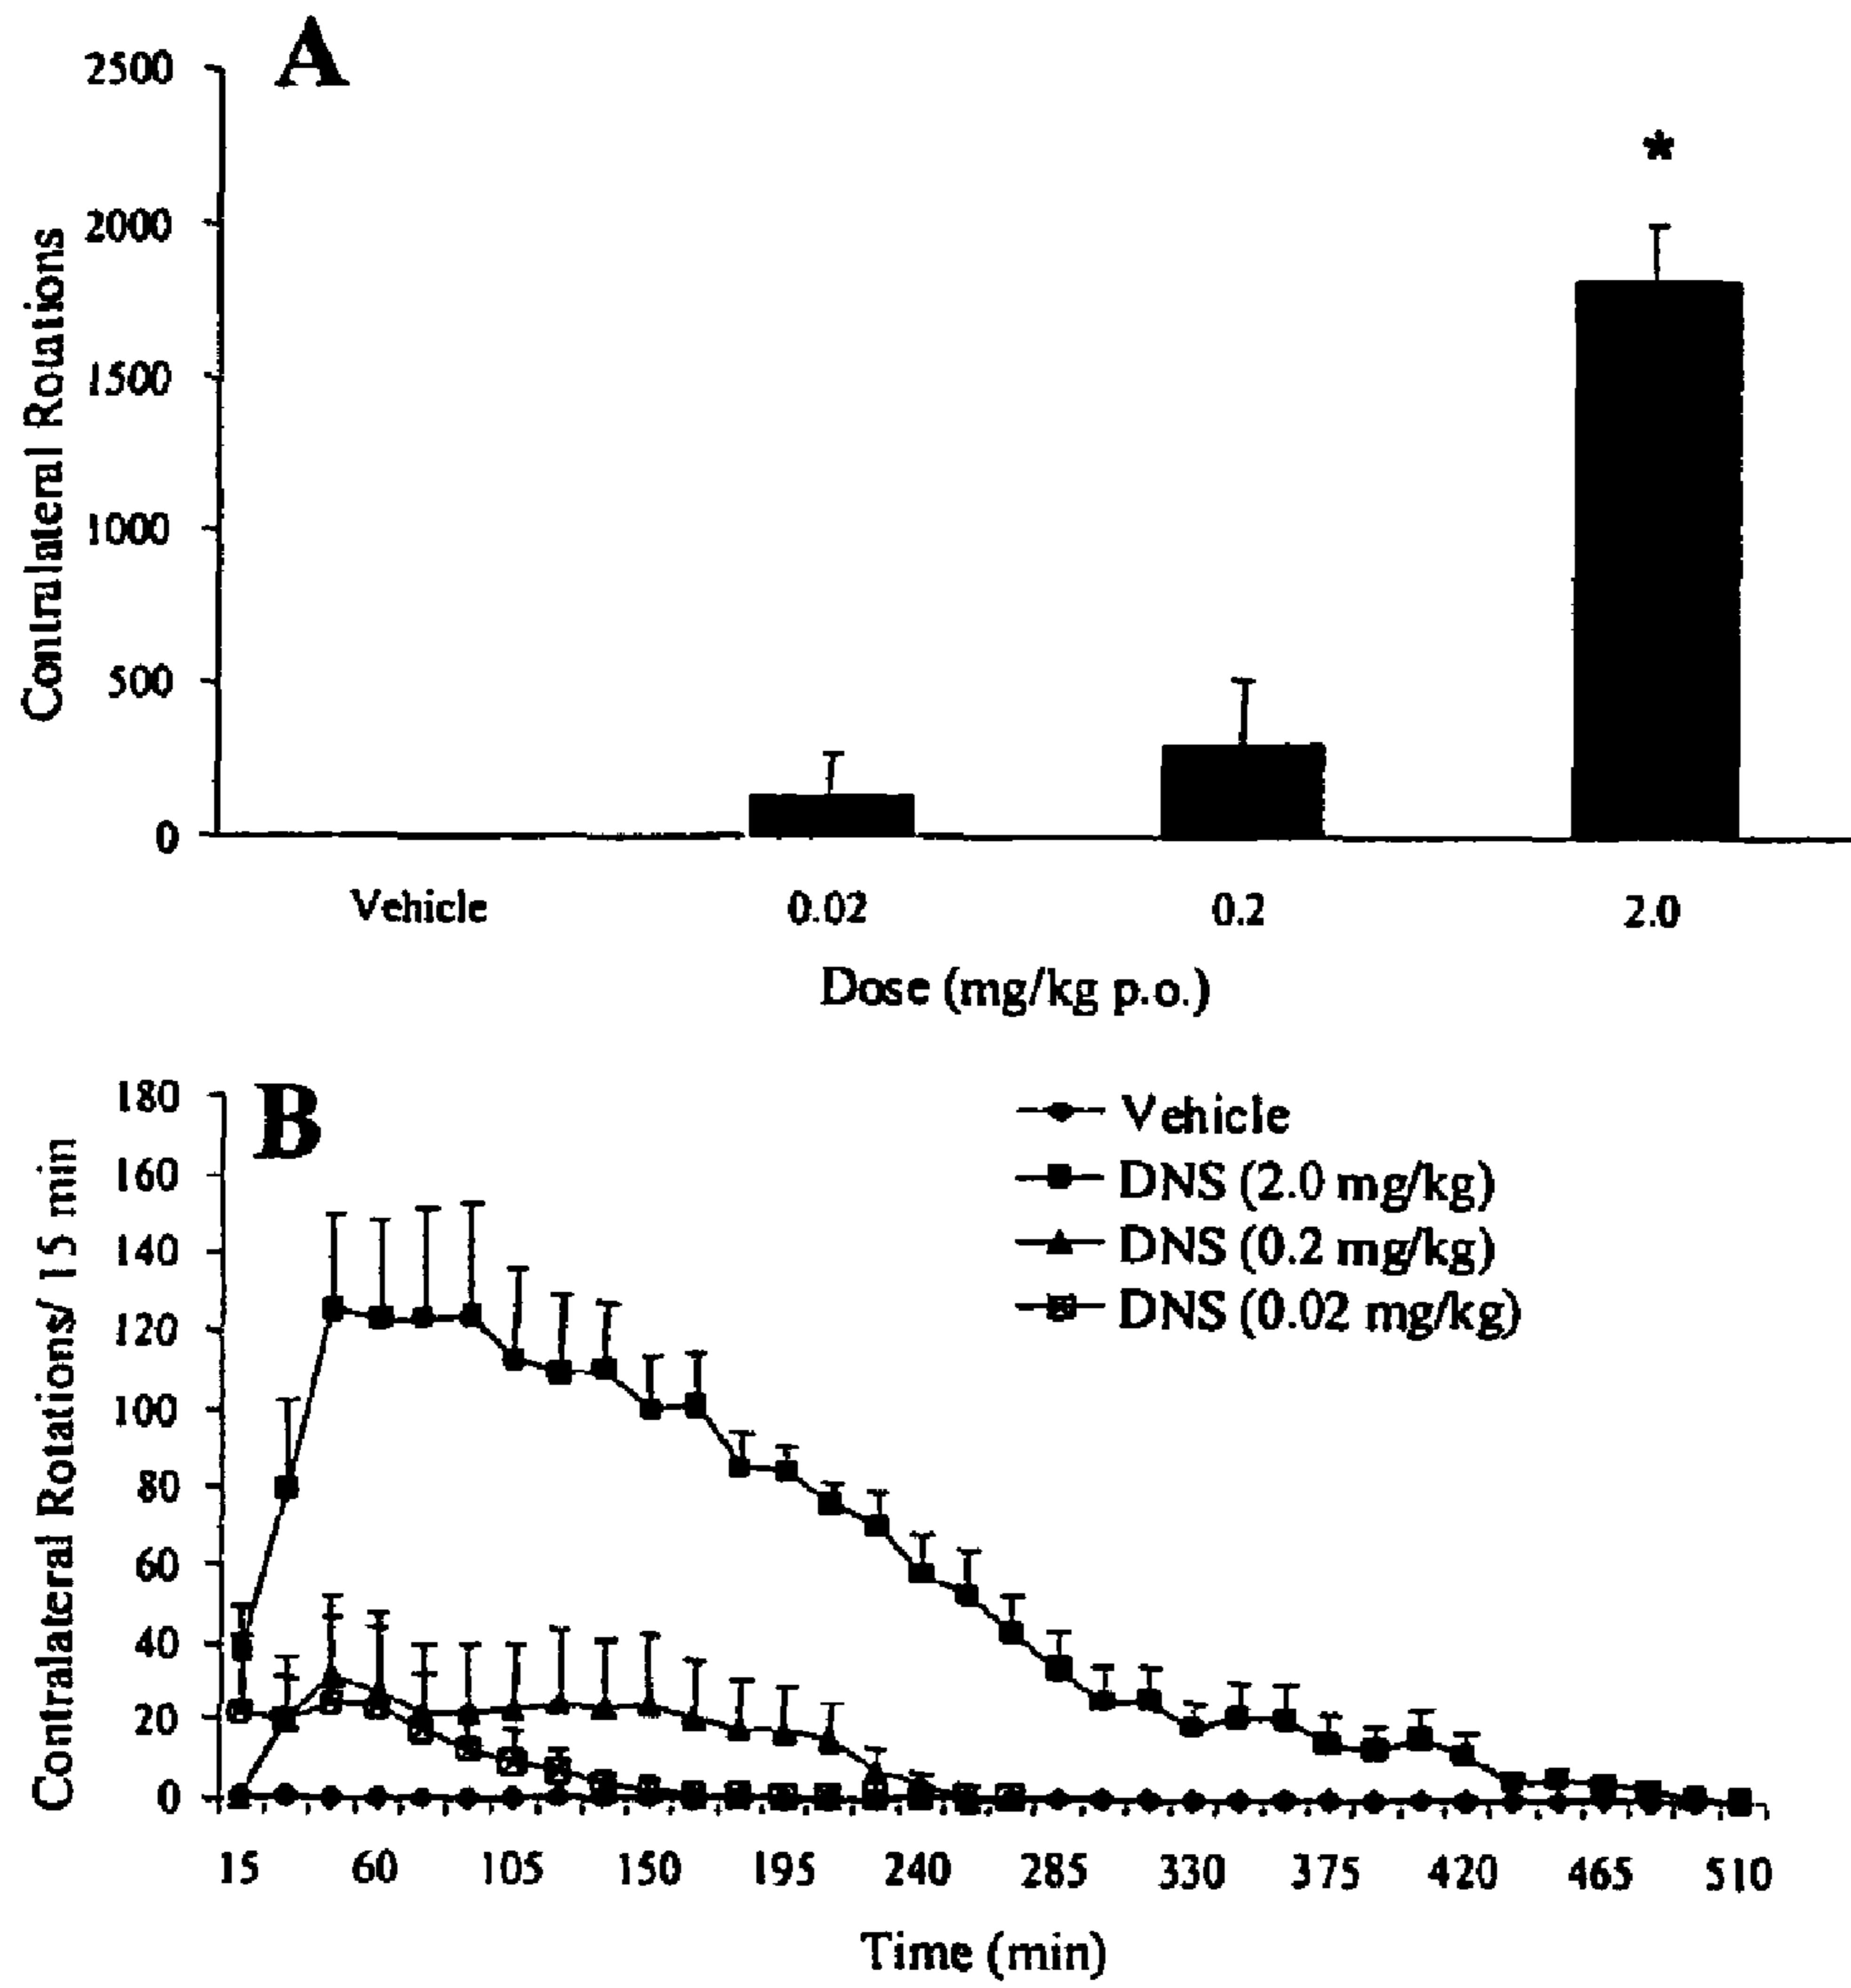 A
2500
2000
1500
1000
500
0
Contralateral Rotations
*
Vehicle 0.02 0.2 2.0
Dose (mg/kg p.o.)
B
180
160
140
120
100
80
60
40
20
0
Contralateral Rotations/ 15 min
Vehicle
DNS (2.0 mg/kg)
DNS (0.2 mg/kg)
DNS (0.02 mg/kg)
15 60 105 150 195 240 285 330 375 420 465 510
Time (min)